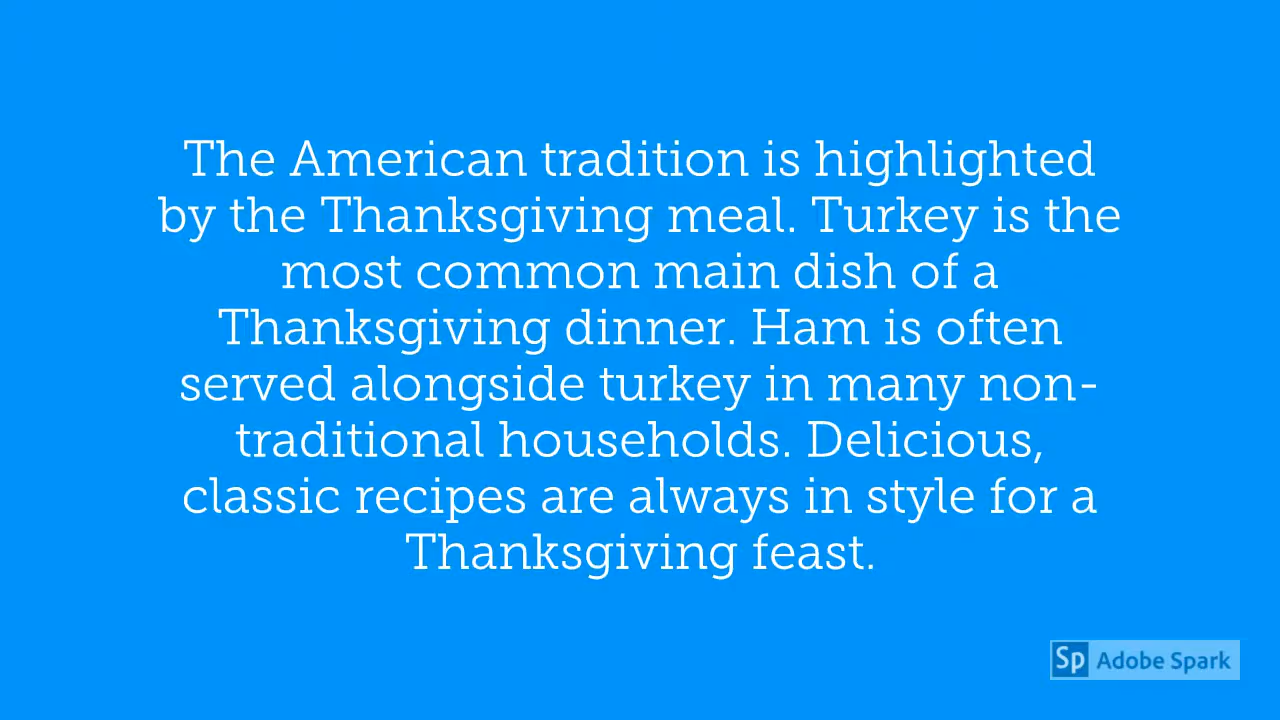 The American tradition is highlighted
by the Thanksgiving meal. Turkey is the
most common main dish of a
Thanksgiving dinner. Ham is often
served alongside turkey in many non-
traditional households. Delicious,
classic recipes are always in style for a
Thanksgiving feast.
Sp Adobe Spark